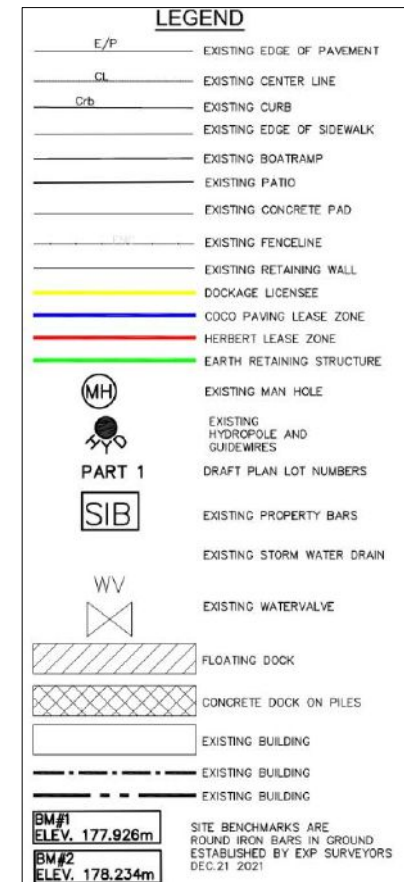 LEGEND
E/P EXISTING EDGE OF PAVEMENT
CL EXISTING CENTER LINE
Crb EXISTING CURB
EXISTING EDGE OF SIDEWALK
EXISTING BOATRAMP
EXISTING PATIO
EXISTING CONCRETE PAD
EXISTING FENCELINE
EXISTING RETAINING WALL
DOCKAGE LICENSEE
COCO PAVING LEASE ZONE
HERBERT LEASE ZONE
EARTH RETAINING STRUCTURE
MH EXISTING MAN HOLE
HYD
EXISTING
HYDROPOLE AND
GUIDEWIRES
PART 1 DRAFT PLAN LOT NUMBERS
SIB EXISTING PROPERTY BARS
EXISTING STORM WATER DRAIN
WV
EXISTING WATERVALVE
FLOATING DOCK
CONCRETE DOCK ON PILES
EXISTING BUILDING
EXISTING BUILDING
EXISTING BUILDING
BM#1
ELEV. 177.926m
BM#2
ELEV. 178.234m
SITE BENCHMARKS ARE
ROUND IRON BARS IN GROUND
ESTABLISHED BY EXP SURVEYORS
DEC.21 2021